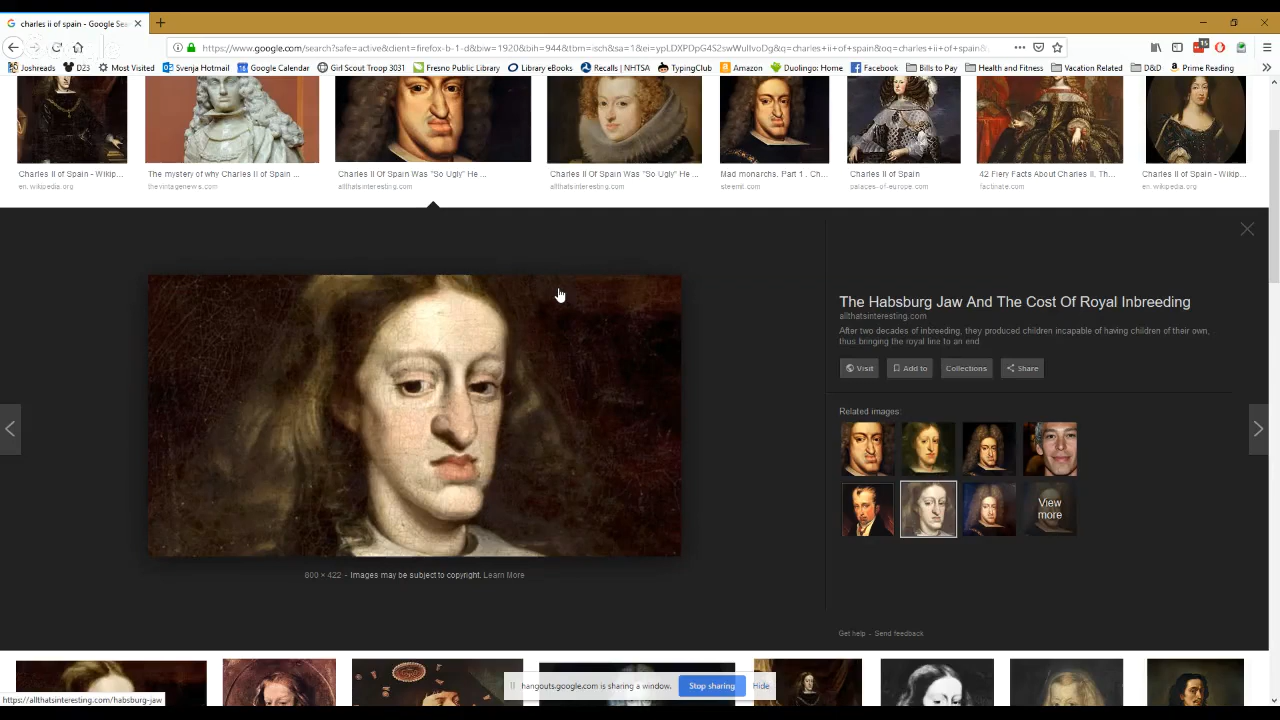 charles ii of spain - Google Sea
https://www.google.com/search?safe=active&client=firefox-b-1-d&biw=1920&bih=944&tbm=isch&sa=1&ei=ypLDXPDpG4S2swWulIvoDg&q=charles+ii+of+spain&oq=charles+ii+of+spain&
15
Joshreads D23 Most Visited Svenja Hotmail Google Calendar Girl Scout Troop 3031 Fresno Public Library Library EBooks Recalls | NHTSA TypingClub Amazon Duolingo: Home Facebook Bills to Pay Health and Fitness Vacation Related D&D Prime Reading
Charles II of Spain - Wikip... The mystery of why Charles II of Spain ... Charles II Of Spain Was "So Ugly" He ... Charles II Of Spain Was "So Ugly" He ... Mad monarchs. Part 1 . Ch... Charles II of Spain 42 Fiery Facts About Charles II, Th... Charles II of Spain - Wikip...
en.wikipedia.org thevintagenews.com allthatsinteresting.com allthatsinteresting.com steemit.com palaces-of-europe.com factinate.com en.wikipedia.org
The Habsburg Jaw And The Cost Of Royal Inbreeding
allthatsinteresting.com
After two decades of inbreeding, they produced children incapable of having children of their own,
thus bringing the royal line to an end.
Visit Add to Collections Share
Related images:
View
more
800 × 422 - Images may be subject to copyright. Learn More
Get help - Send feedback
hangouts.google.com is sharing a window. Stop sharing Hide
https://allthatsinteresting.com/habsburg-jaw